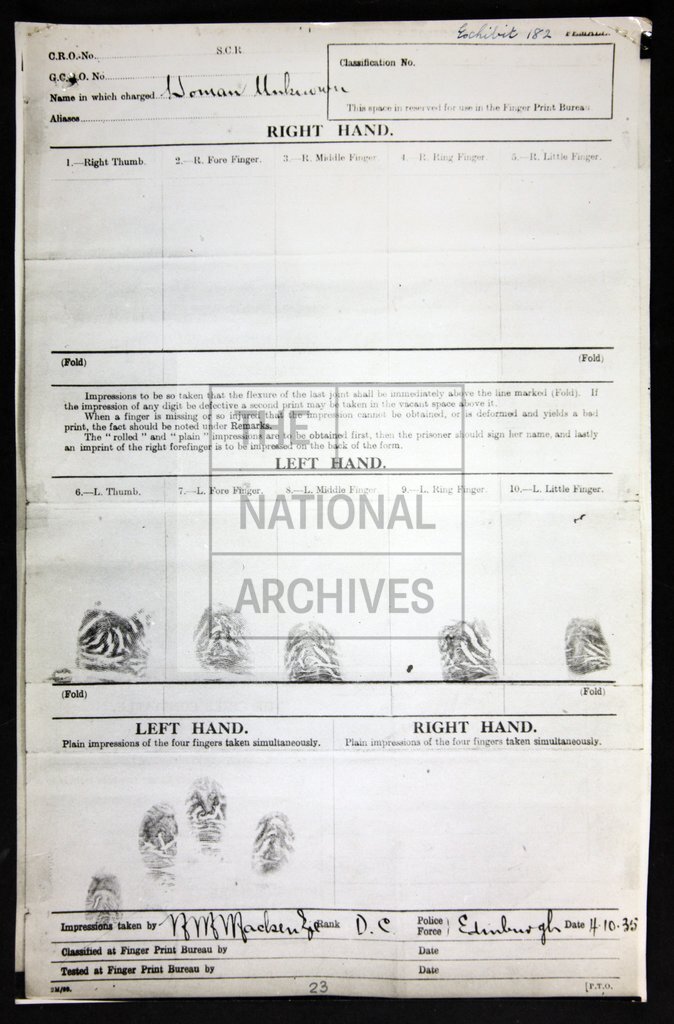 Exhibit 182
C.R.O. No. S.C.R.
G.C.I.O. No.
Name in which charged Woman Unknown
Aliases
Classification No.
This space in reserved for use in the Finger Print Bureau.
RIGHT HAND.
1.—Right Thumb. 2.—R. Fore Finger. 3.—R. Middle Finger. 4.—R. Ring Finger. 5.—R. Little Finger.
(Fold) (Fold)
Impressions to be so taken that the flexure of the last joint shall be immediately above the line marked (Fold). If
the impression of any digit be defective a second print may be taken in the vacant space above it.
When a finger is missing or so injured that the impression cannot be obtained, or is deformed and yields a bad
print, the fact should be noted under Remarks.
The "rolled" and "plain" impressions are to be obtained first, then the prisoner should sign her name, and lastly
an imprint of the right forefinger is to be impressed on the back of the form.
LEFT HAND.
6.—L. Thumb. 7.—L. Fore Finger. 8.—L. Middle Finger. 9.—L. Ring Finger. 10.—L. Little Finger.
THE
NATIONAL
ARCHIVES
(Fold) (Fold)
LEFT HAND.
Plain impressions of the four fingers taken simultaneously.
RIGHT HAND.
Plain impressions of the four fingers taken simultaneously.
Impressions taken by Mackenzie Rank D.C. Police Force Edinburgh Date 4.10.35
Classified at Finger Print Bureau by Date
Tested at Finger Print Bureau by Date
23
[P.T.O.